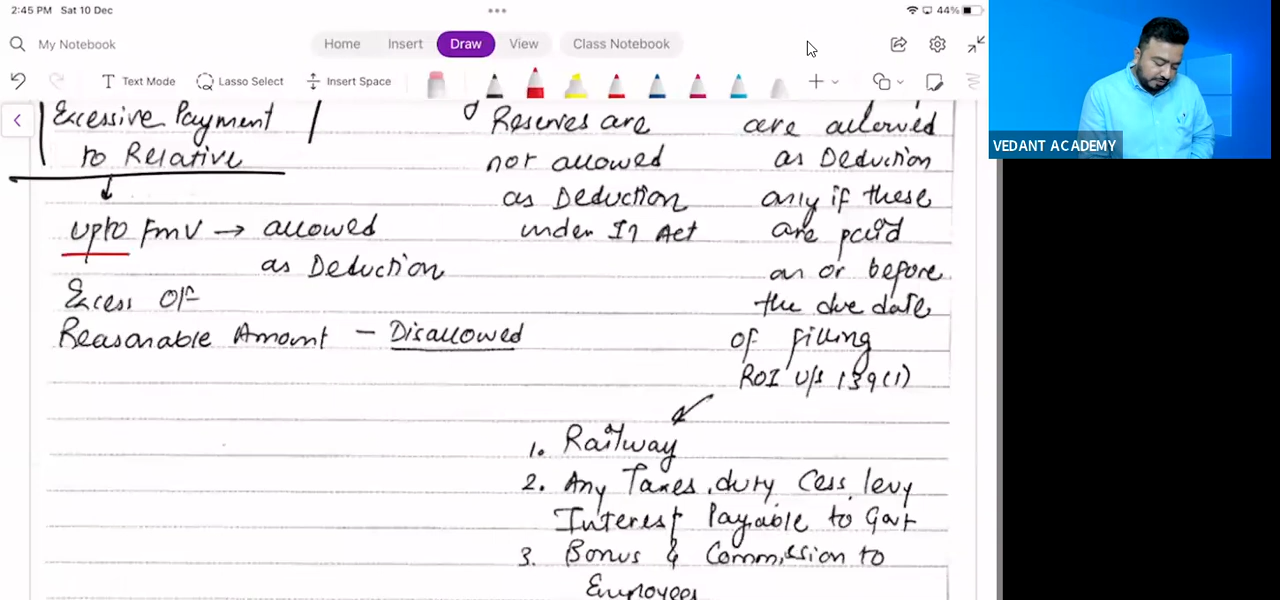 2:45 PM Sat 10 Dec
44%
My Notebook
Home Insert Draw View Class Notebook
Text Mode Lasso Select Insert Space
VEDANT ACADEMY
Excessive Payment
to Relative
upto FMV → allowed
as Deduction
Excess of
Reasonable Amount — Disallowed
Reserves are
not allowed
as Deduction
under IT Act
are allowed
as Deduction
only if these
are paid
on or before
the due date
of filling
ROI u/s 139(1)
1. Railway
2. Any Taxes, duty Cess, levy
Interest Payable to Govt
3. Bonus & Commission to
Employees